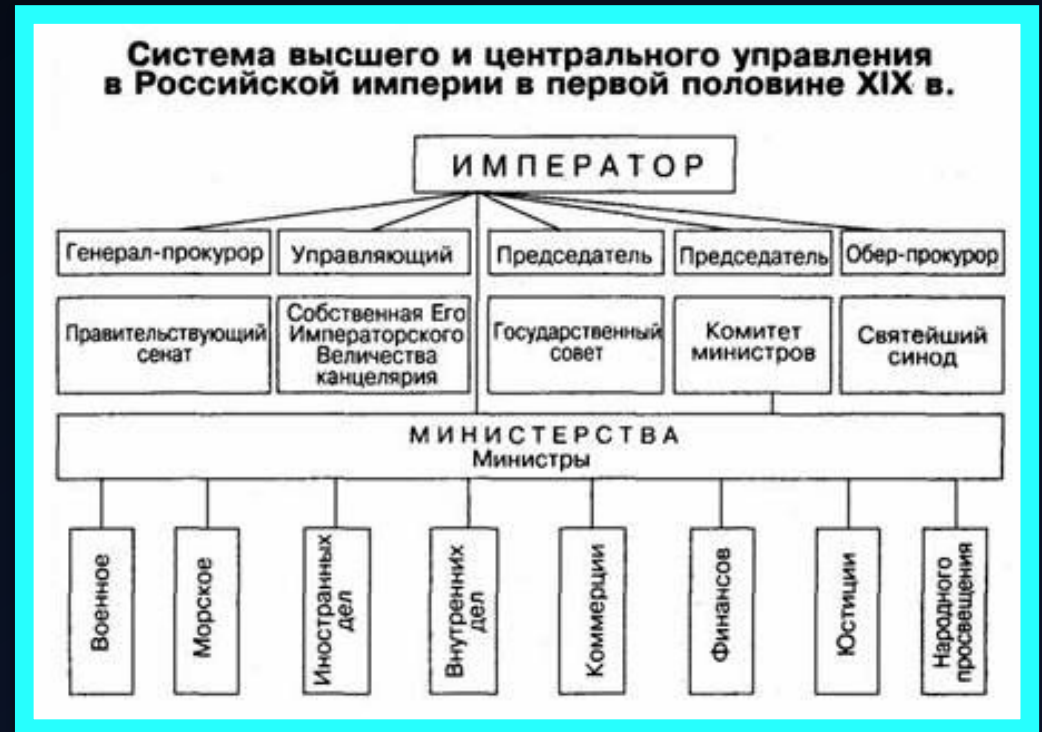 Система высшего и центрального управления
в Российской империи в первой половине XIX в.
ИМПЕРАТОР
Генерал-прокурор
Управляющий
Председатель
Председатель
Обер-прокурор
Правительствующий
сенат
Собственная Его
Императорского
Величества
канцелярия
Государственный
совет
Комитет
министров
Святейший
синод
МИНИСТЕРСТВА
Министры
Военное
Морское
Иностранных
дел
Внутренних
дел
Коммерции
Финансов
Юстиции
Народного
просвещения